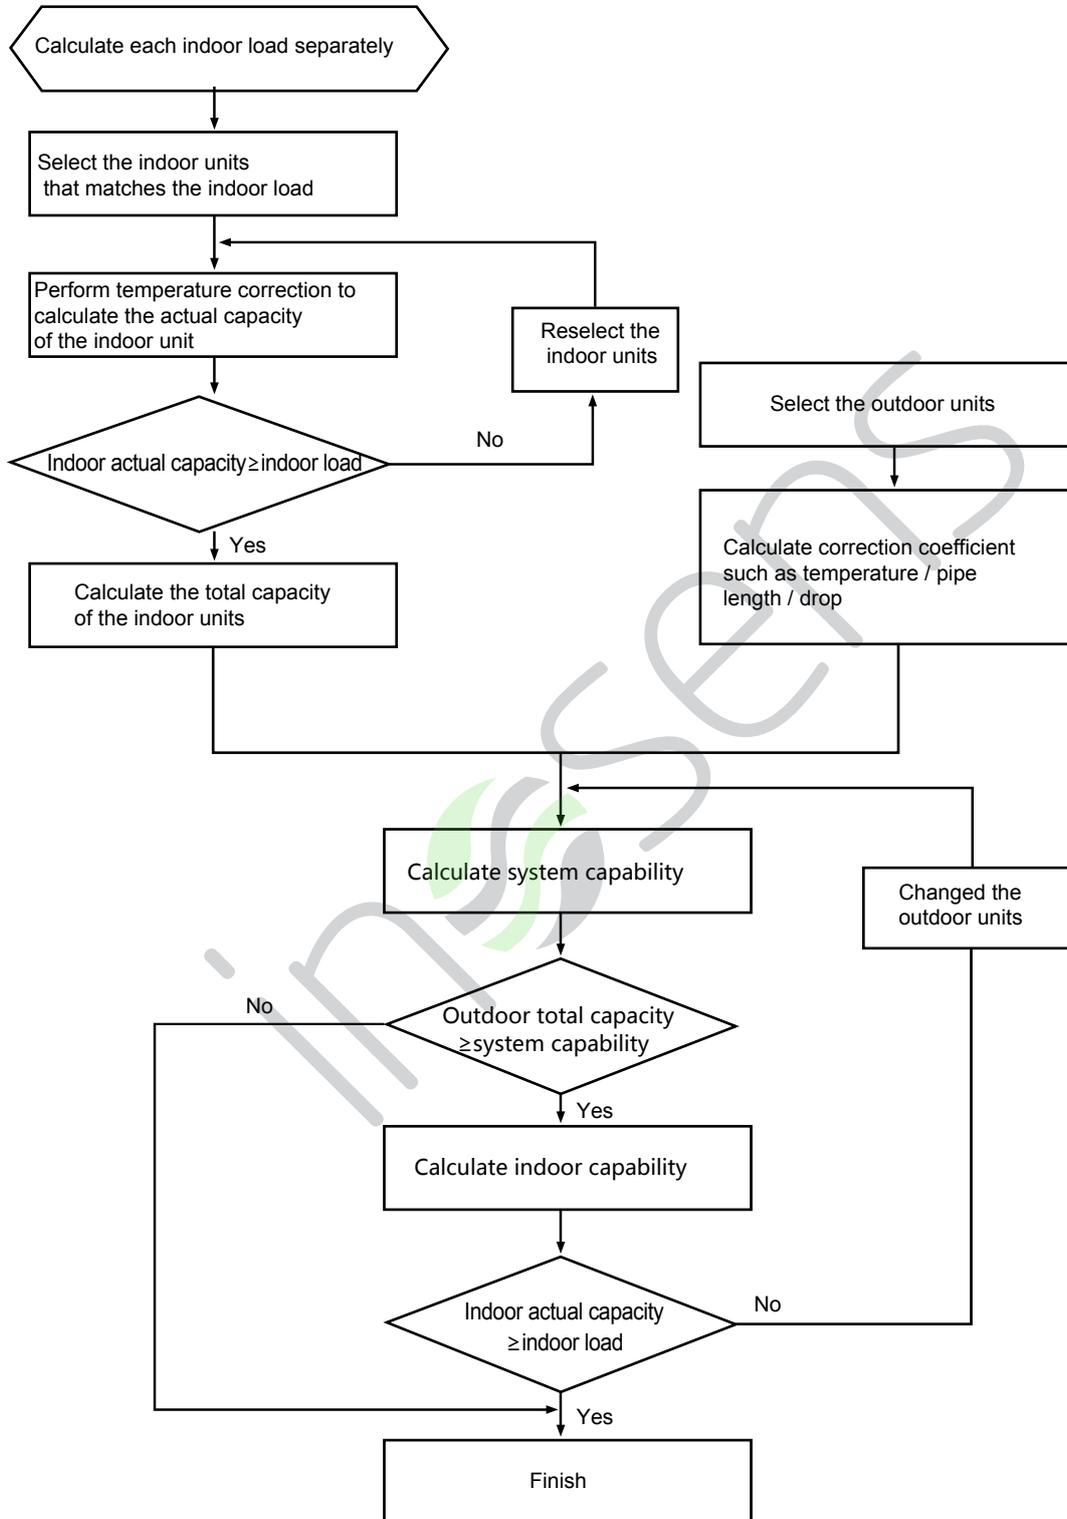 Calculate each indoor load separately
Select the indoor units
that matches the indoor load
Perform temperature correction to
calculate the actual capacity
of the indoor unit
Reselect the
indoor units
Select the outdoor units
No
Indoor actual capacity≥indoor load
Yes
Calculate correction coefficient
such as temperature / pipe
length / drop
Calculate the total capacity
of the indoor units
Calculate system capability
Changed the
outdoor units
No
Outdoor total capacity
≥system capability
Yes
Calculate indoor capability
Indoor actual capacity
≥indoor load
No
Yes
Finish
inssens